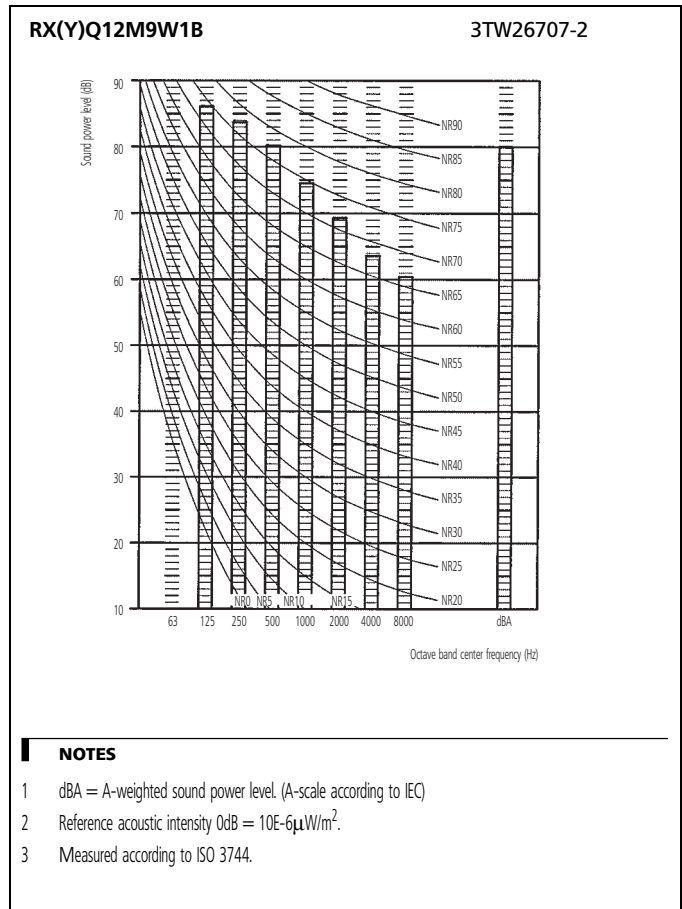 RX(Y)Q12M9W1B 3TW26707-2
Sound power level (dB)
90
80
70
60
50
40
30
20
10
NR90
NR85
NR80
NR75
NR70
NR65
NR60
NR55
NR50
NR45
NR40
NR35
NR30
NR25
NR20
NR0 NR5 NR10 NR15
63 125 250 500 1000 2000 4000 8000 dBA
Octave band center frequency (Hz)
NOTES
1 dBA = A-weighted sound power level. (A-scale according to IEC)
2 Reference acoustic intensity 0dB = 10E-6µW/m².
3 Measured according to ISO 3744.